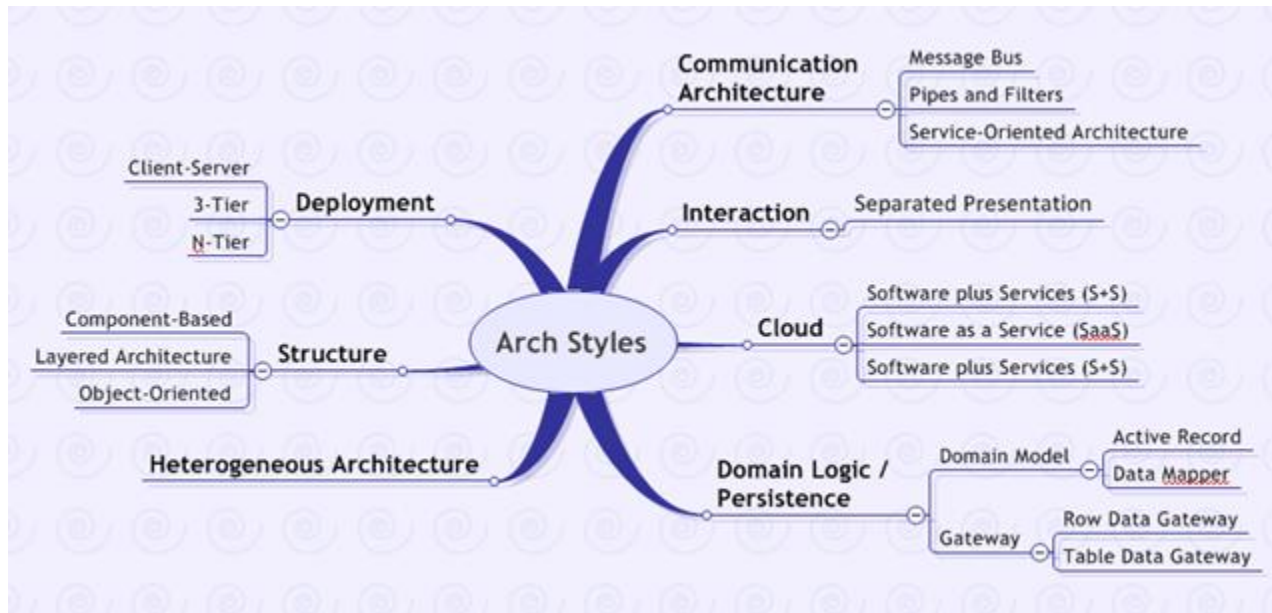 Communication
Architecture
Message Bus
Pipes and Filters
Service-Oriented Architecture
Interaction
Separated Presentation
Cloud
Software plus Services (S+S)
Software as a Service (SaaS)
Software plus Services (S+S)
Domain Logic /
Persistence
Domain Model
Active Record
Data Mapper
Gateway
Row Data Gateway
Table Data Gateway
Arch Styles
Deployment
Client-Server
3-Tier
N-Tier
Structure
Component-Based
Layered Architecture
Object-Oriented
Heterogeneous Architecture